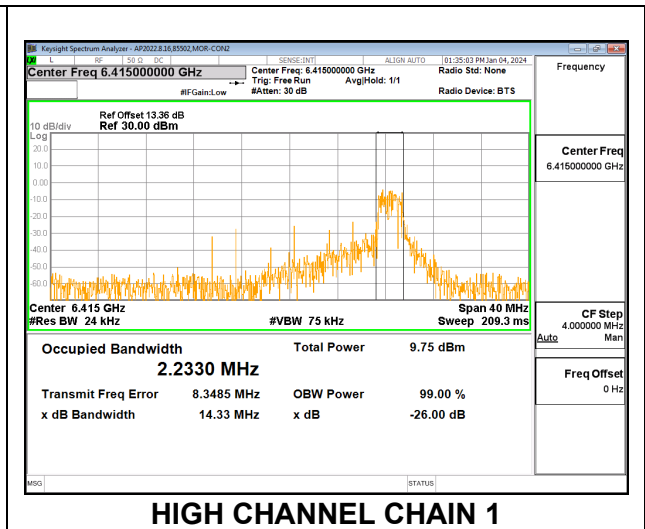 Keysight Spectrum Analyzer - AP2022.8.16,85502,MOR-CON2
L RF 50 Ω DC SENSE:INT ALIGN AUTO 01:35:03 PM Jan 04, 2024
Center Freq 6.415000000 GHz
Center Freq: 6.415000000 GHz Radio Std: None
Trig: Free Run Avg|Hold: 1/1
#IFGain:Low #Atten: 30 dB Radio Device: BTS
Frequency
Ref Offset 13.36 dB
10 dB/div Ref 30.00 dBm
Log
20.0
10.0
0.00
-10.0
-20.0
-30.0
-40.0
-50.0
-60.0
Center 6.415 GHz Span 40 MHz
#Res BW 24 kHz #VBW 75 kHz Sweep 209.3 ms
Center Freq
6.415000000 GHz
CF Step
4.000000 MHz
Auto Man
Freq Offset
0 Hz
Occupied Bandwidth Total Power 9.75 dBm
2.2330 MHz
Transmit Freq Error 8.3485 MHz OBW Power 99.00 %
x dB Bandwidth 14.33 MHz x dB -26.00 dB
MSG STATUS
HIGH CHANNEL CHAIN 1